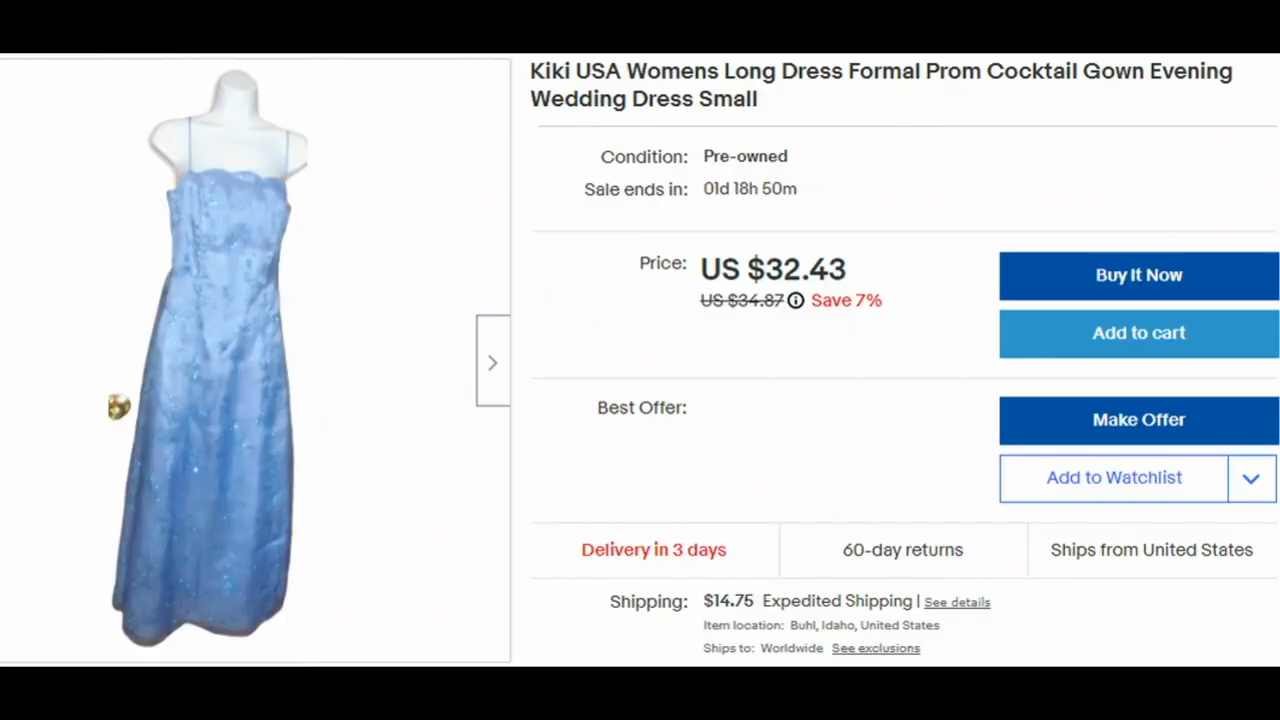 Kiki USA Womens Long Dress Formal Prom Cocktail Gown Evening
Wedding Dress Small
Condition: Pre-owned
Sale ends in: 01d 18h 50m
Price: US $32.43
US $34.87 Save 7%
Buy It Now
Add to cart
Best Offer:
Make Offer
Add to Watchlist
Delivery in 3 days
60-day returns
Ships from United States
Shipping: $14.75 Expedited Shipping | See details
Item location: Buhl, Idaho, United States
Ships to: Worldwide See exclusions